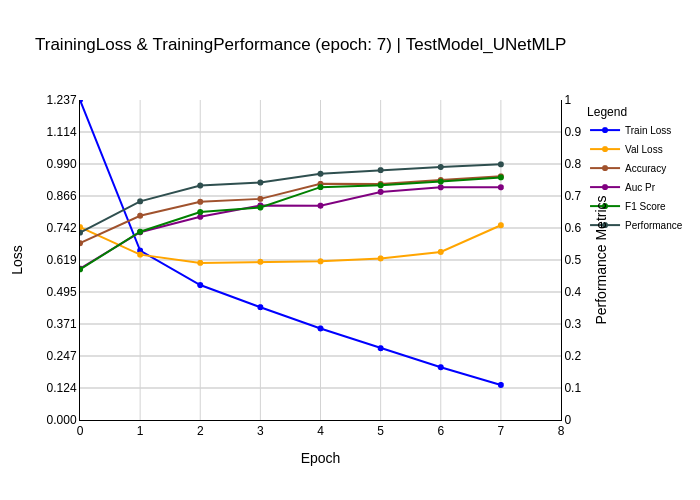 TrainingLoss & TrainingPerformance (epoch: 7) | TestModel_UNetMLP
1.237
1.114
0.990
0.866
0.742
0.619
0.495
0.371
0.247
0.124
0.000
Loss
0 1 2 3 4 5 6 7 8
Epoch
1
0.9
0.8
0.7
0.6
0.5
0.4
0.3
0.2
0.1
0
Performance Metrics
Legend
Train Loss
Val Loss
Accuracy
Auc Pr
F1 Score
Performance